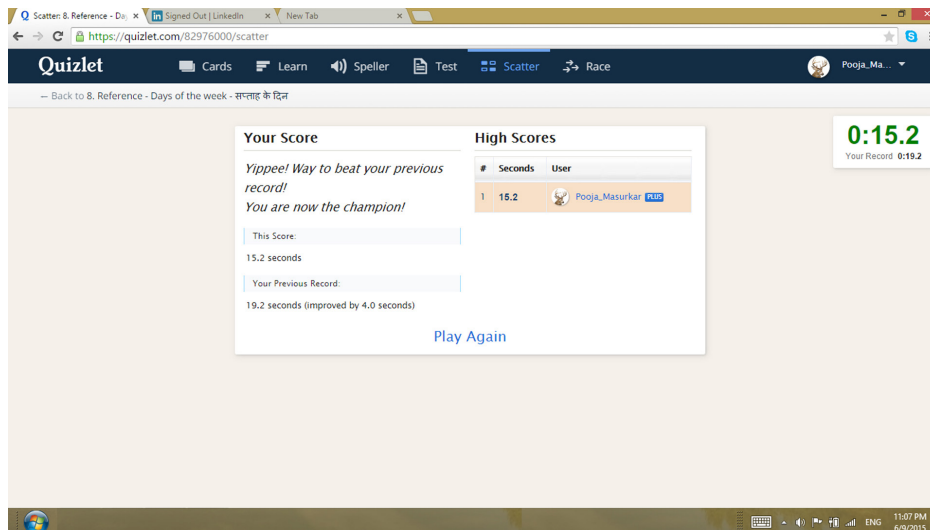 Scatter: 8. Reference - Da
Signed Out | LinkedIn
New Tab
https://quizlet.com/82976000/scatter
Quizlet
Cards
Learn
Speller
Test
Scatter
Race
Pooja_Ma...
← Back to 8. Reference - Days of the week - सप्ताह के दिन
0:15.2
Your Record 0:19.2
Your Score
Yippee! Way to beat your previous
record!
You are now the champion!
This Score:
15.2 seconds
Your Previous Record:
19.2 seconds (improved by 4.0 seconds)
High Scores
# Seconds User
1 15.2 Pooja_Masurkar PLUS
Play Again
ENG
11:07 PM
6/9/2015